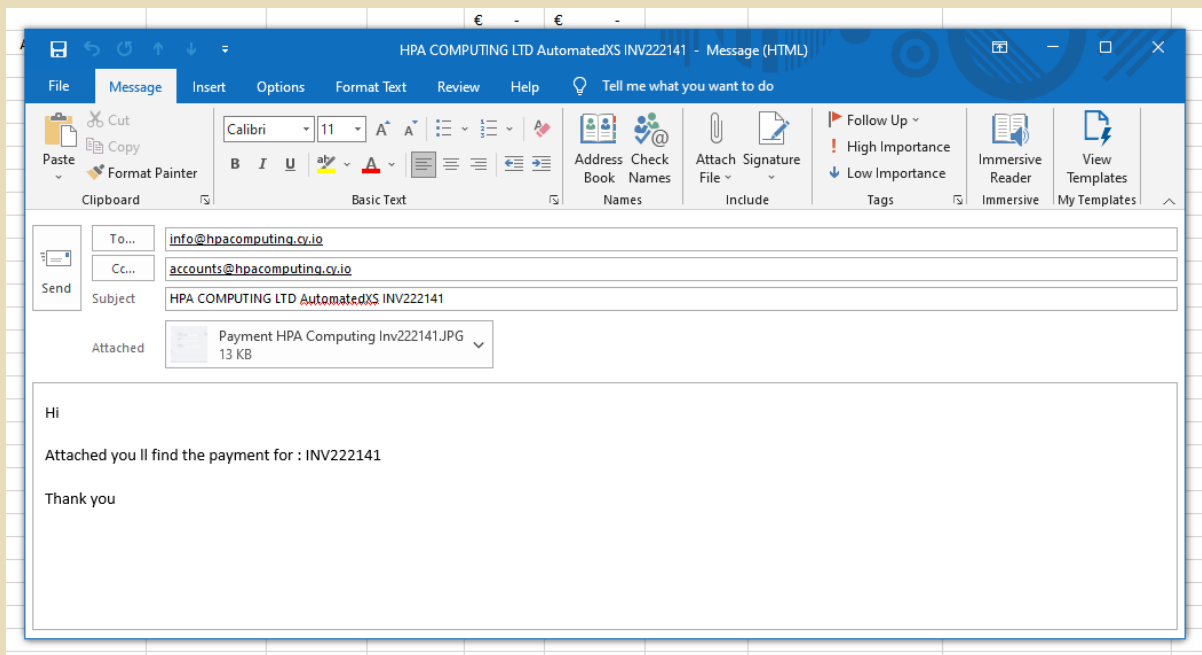 € - € -
HPA COMPUTING LTD AutomatedXS INV222141 - Message (HTML)
File Message Insert Options Format Text Review Help Tell me what you want to do
Paste
Cut
Copy
Format Painter
Clipboard
Calibri 11
B I U
Basic Text
Address Book
Check Names
Names
Attach File
Signature
Include
Follow Up
High Importance
Low Importance
Tags
Immersive Reader
Immersive
View Templates
My Templates
Send
To... info@hpacomputing.cy.io
Cc... accounts@hpacomputing.cy.io
Subject HPA COMPUTING LTD AutomatedXS INV222141
Attached Payment HPA Computing Inv222141.JPG
13 KB
Hi
Attached you ll find the payment for : INV222141
Thank you